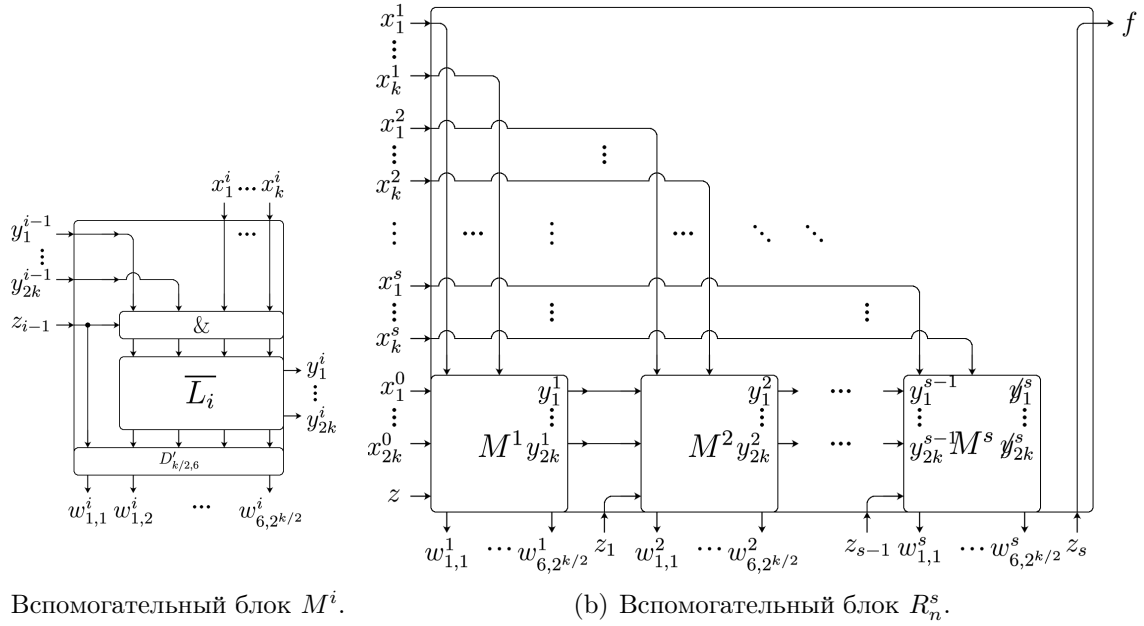 x_1^i ... x_k^i
y_1^{i-1}
⋮
y_{2k}^{i-1}
...
z_{i-1}
&
\overline{L_i}
y_1^i
⋮
y_{2k}^i
D'_{k/2,6}
w_{1,1}^i w_{1,2}^i ... w_{6,2^{k/2}}^i
Вспомогательный блок M^i.
x_1^1
f
⋮
x_k^1
x_1^2
⋮ ⋮ ⋮
x_k^2
⋮ ... ⋮ ... ⋱ ⋱
x_1^s
⋮ ⋮ ⋮
x_k^s
x_1^0 y_1^1 y_1^2 ... y_1^{s-1} y_1^s
⋮ ⋮ ⋮ ⋮ ⋮
x_{2k}^0 M^1 y_{2k}^1 M^2 y_{2k}^2 ... y_{2k}^{s-1} M^s y_{2k}^s
z
w_{1,1}^1 ... w_{6,2^{k/2}}^1 z_1 w_{1,1}^2 ... w_{6,2^{k/2}}^2 z_{s-1} w_{1,1}^s ... w_{6,2^{k/2}}^s z_s
(b) Вспомогательный блок R_n^s.